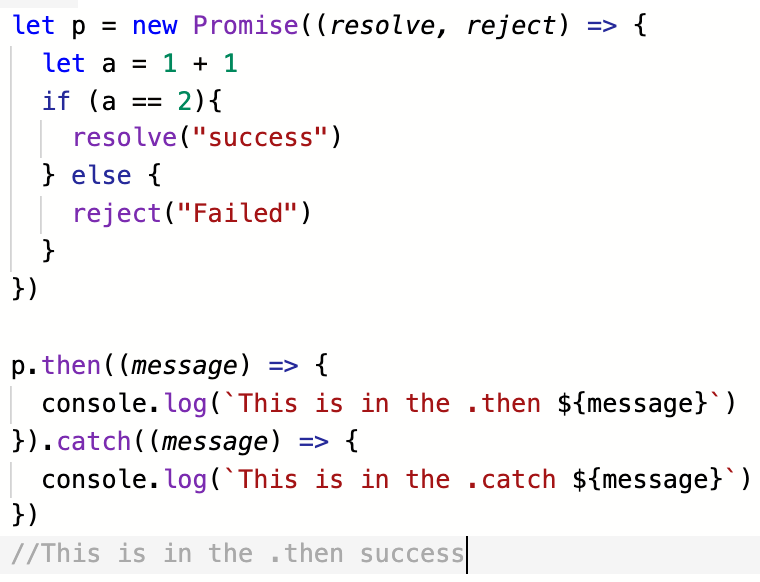 let p = new Promise((resolve, reject) => {
  let a = 1 + 1
  if (a == 2){
    resolve("success")
  } else {
    reject("Failed")
  }
})

p.then((message) => {
  console.log(`This is in the .then ${message}`)
}).catch((message) => {
  console.log(`This is in the .catch ${message}`)
})
//This is in the .then success